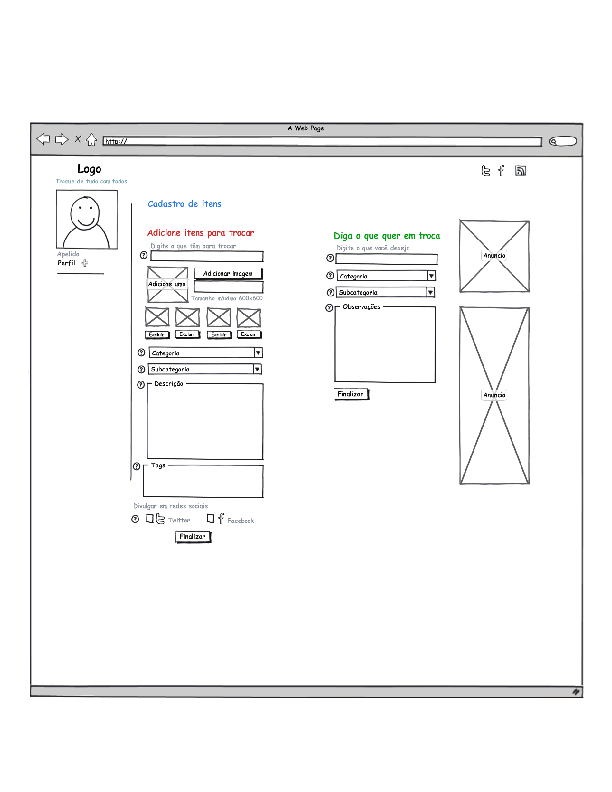 A Web Page
http://
Logo
Troque de tudo com todos
Apelido
Perfil
Cadastro de itens
Adicione itens para trocar
Digite o que têm para trocar
Adicione uma
Adicionar imagem
Tamanho máximo 600x600
Excluir Excluir Excluir Excluir
Categoria
Subcategoria
Descrição
Tags
Divulgar em redes sociais
Twitter
Facebook
Finalizar
Diga o que quer em troca
Digite o que você deseja
Categoria
Subcategoria
Observações
Finalizar
Anuncio
Anuncio